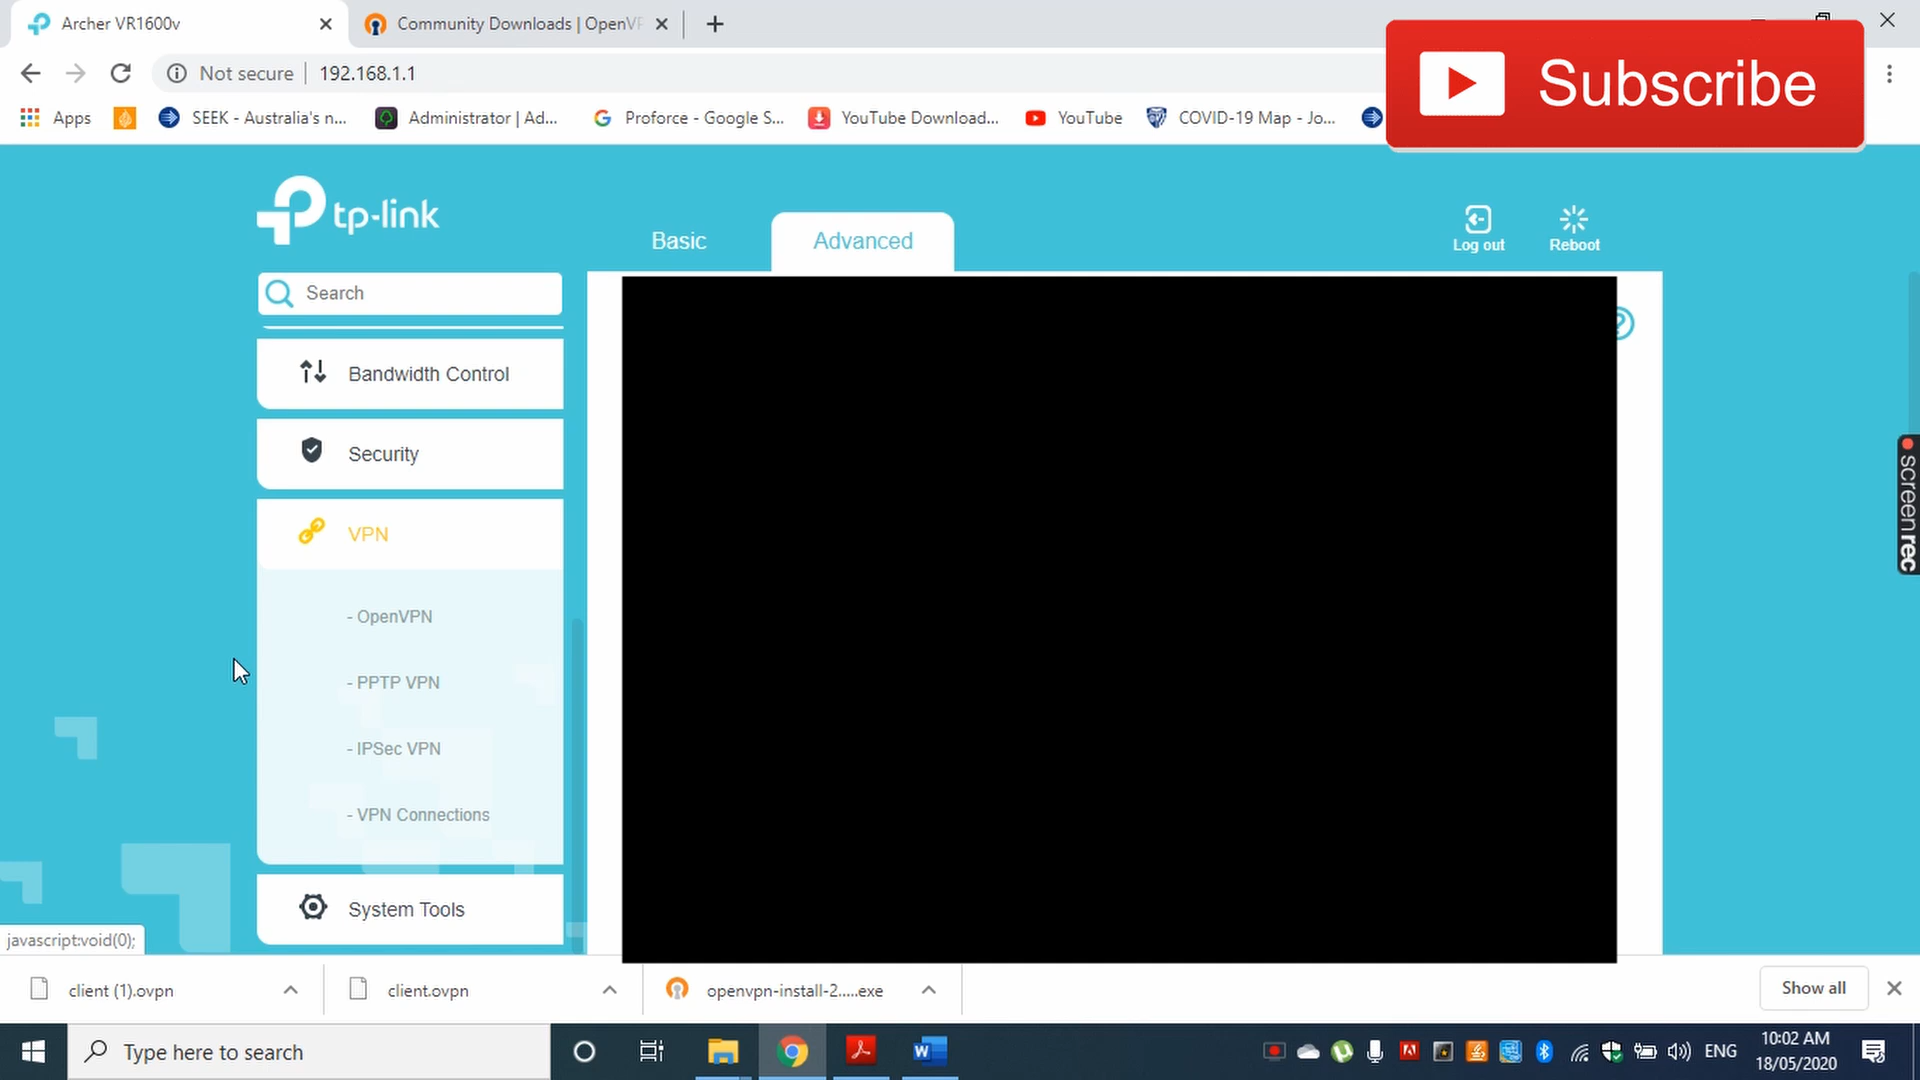 Archer VR1600v
Community Downloads | OpenVP
Not secure
192.168.1.1
Subscribe
Apps
SEEK - Australia's n...
Administrator | Ad...
Proforce - Google S...
YouTube Download...
YouTube
COVID-19 Map - Jo...
tp-link
Basic
Advanced
Log out
Reboot
Search
?
Bandwidth Control
Security
VPN
- OpenVPN
- PPTP VPN
- IPSec VPN
- VPN Connections
System Tools
screenrec
javascript:void(0);
client (1).ovpn
client.ovpn
openvpn-install-2.....exe
Show all
Type here to search
W
ENG
10:02 AM
18/05/2020